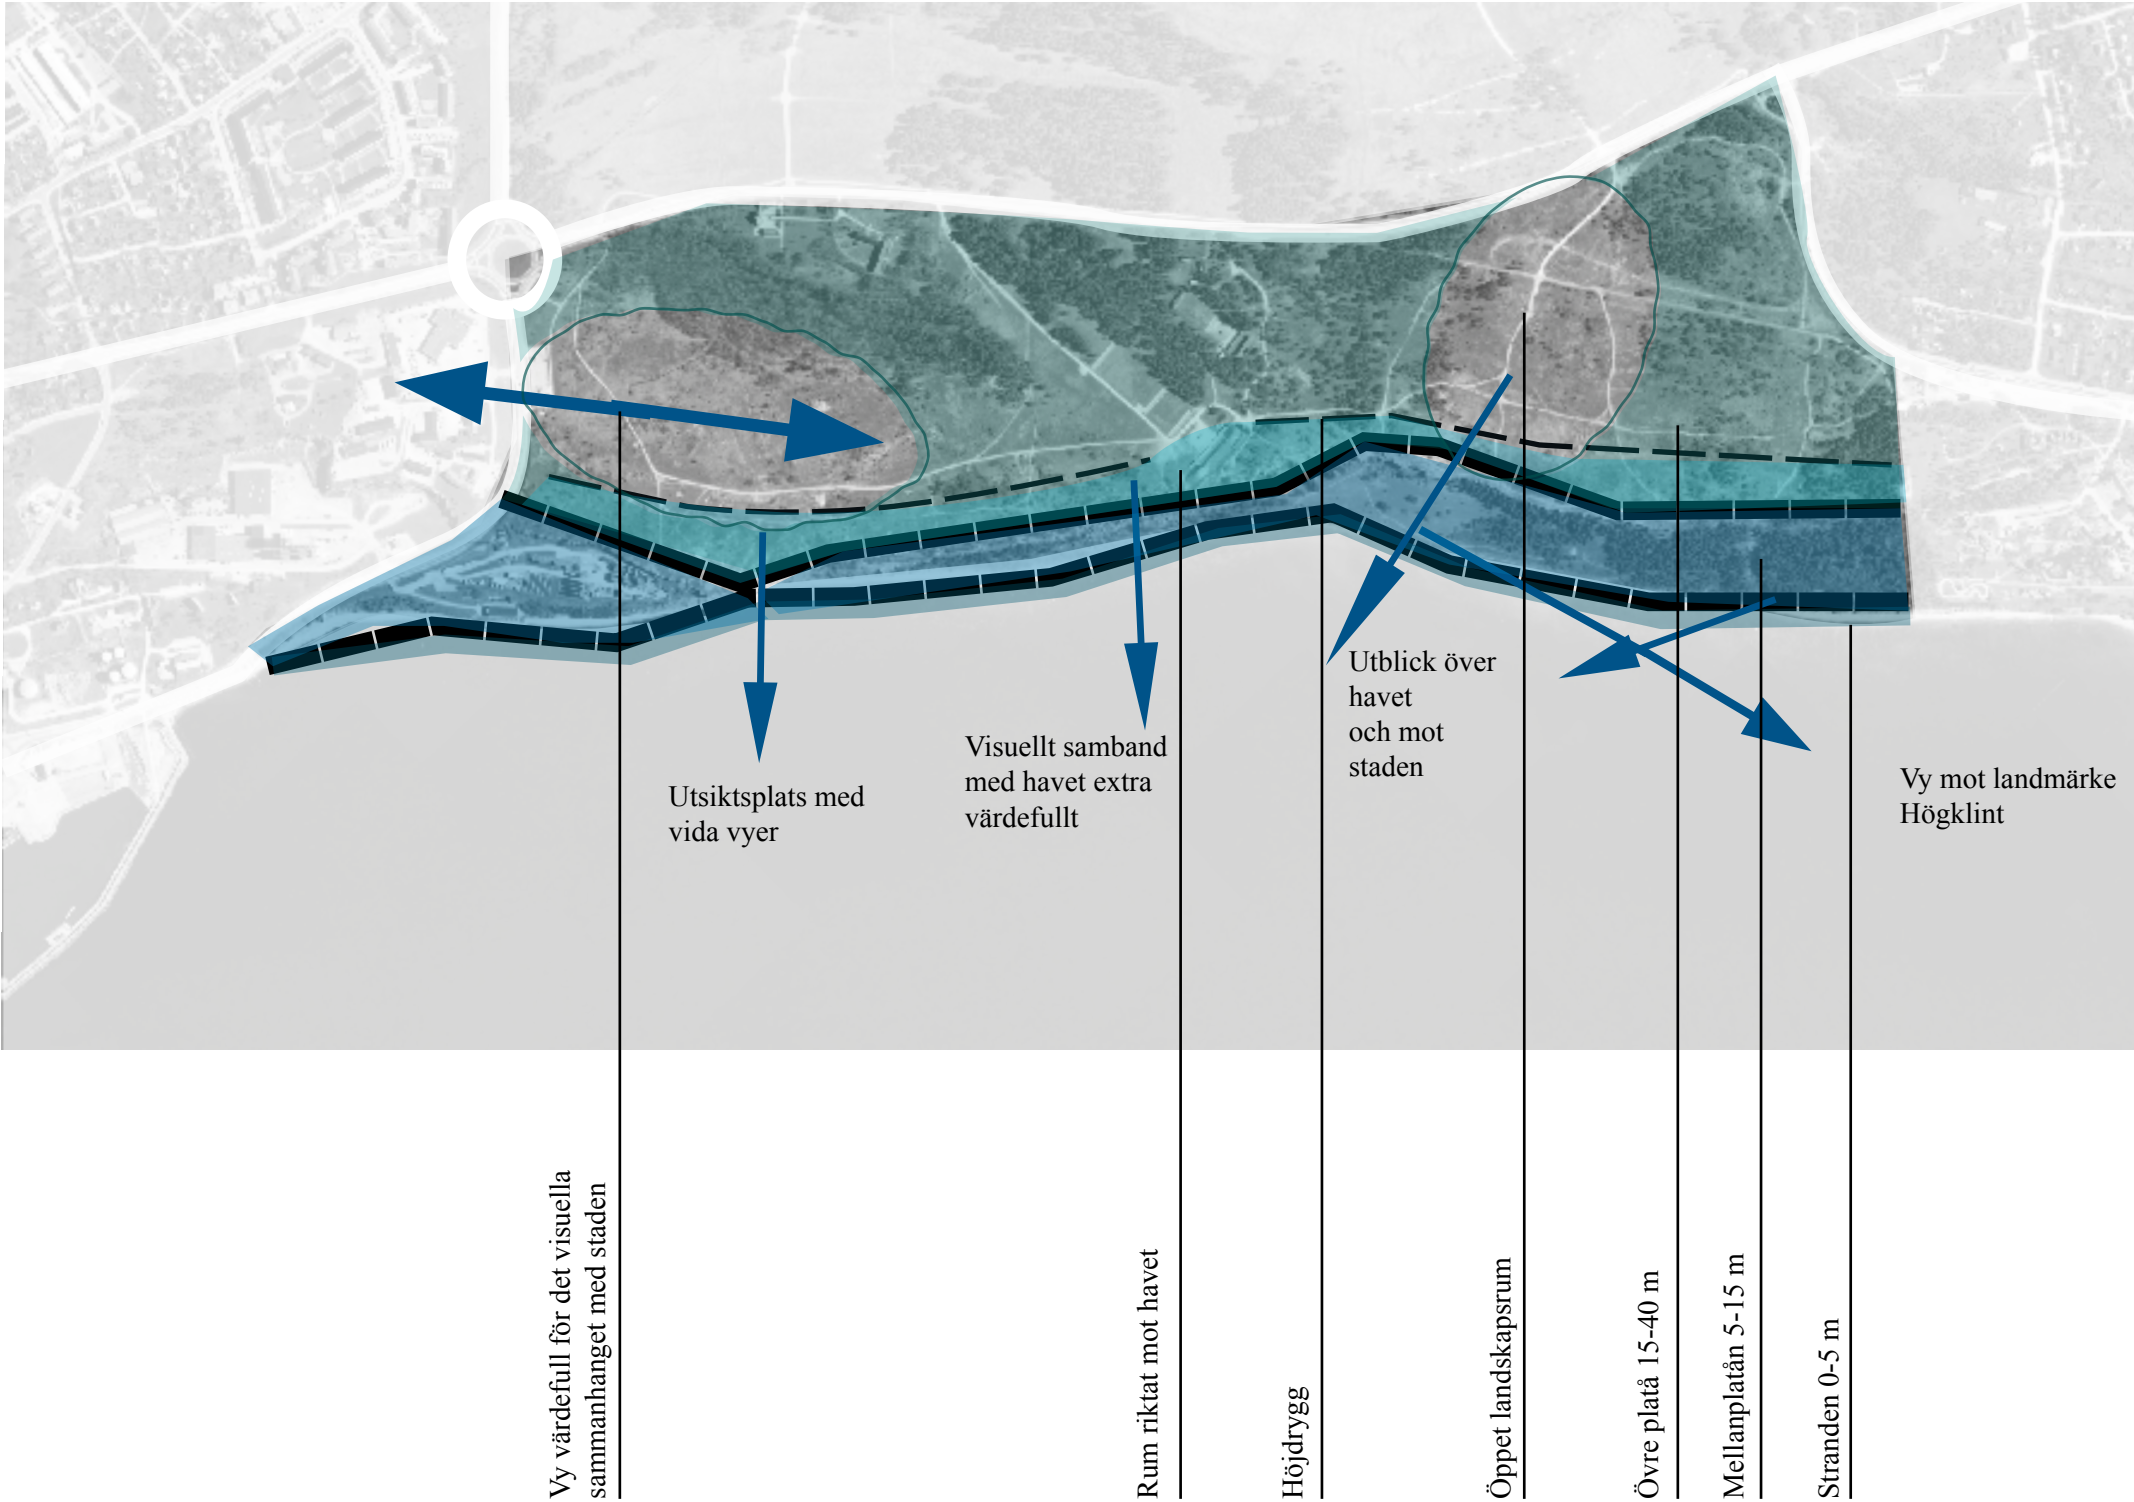 Utblick över
havet
och mot
staden
Visuellt samband
med havet extra
värdefullt
Utsiktsplats med
vida vyer
Vy mot landmärke
Högklint
Vy värdefull för det visuella
sammanhanget med staden
Rum riktat mot havet
Höjdrygg
Öppet landskapsrum
Övre platå 15-40 m
Mellanplatån 5-15 m
Stranden 0-5 m